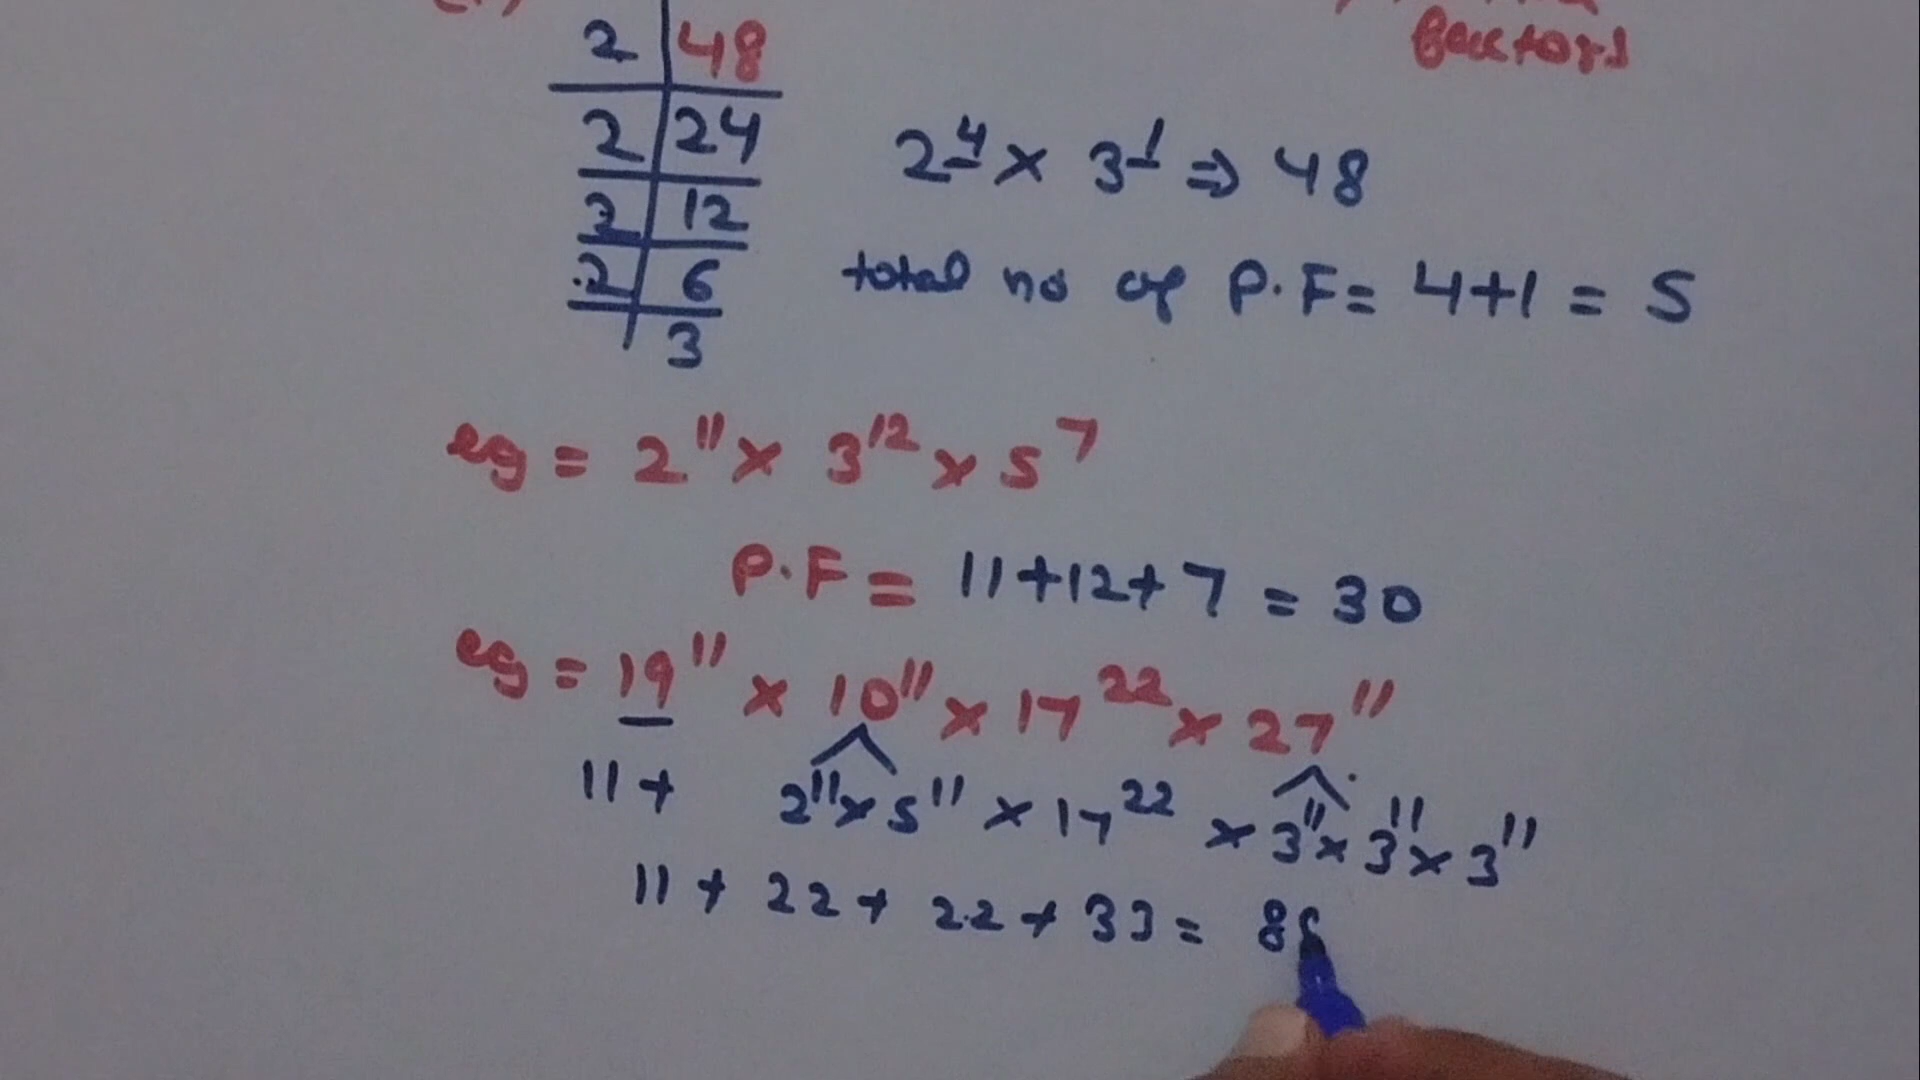 factors
2 | 48
2 | 24
2 | 12
2 | 6
3
2⁴ × 3¹ ⇒ 48
total no of P.F = 4+1 = 5
eg = 2¹¹ × 3¹² × 5⁷
P.F = 11+12+7 = 30
eg = 19¹¹ × 10¹¹ × 17²² × 27¹¹
11 + 2¹¹ × 5¹¹ × 17²² × 3¹¹ × 3¹¹ × 3¹¹
11 + 22 + 22 + 33 = 88